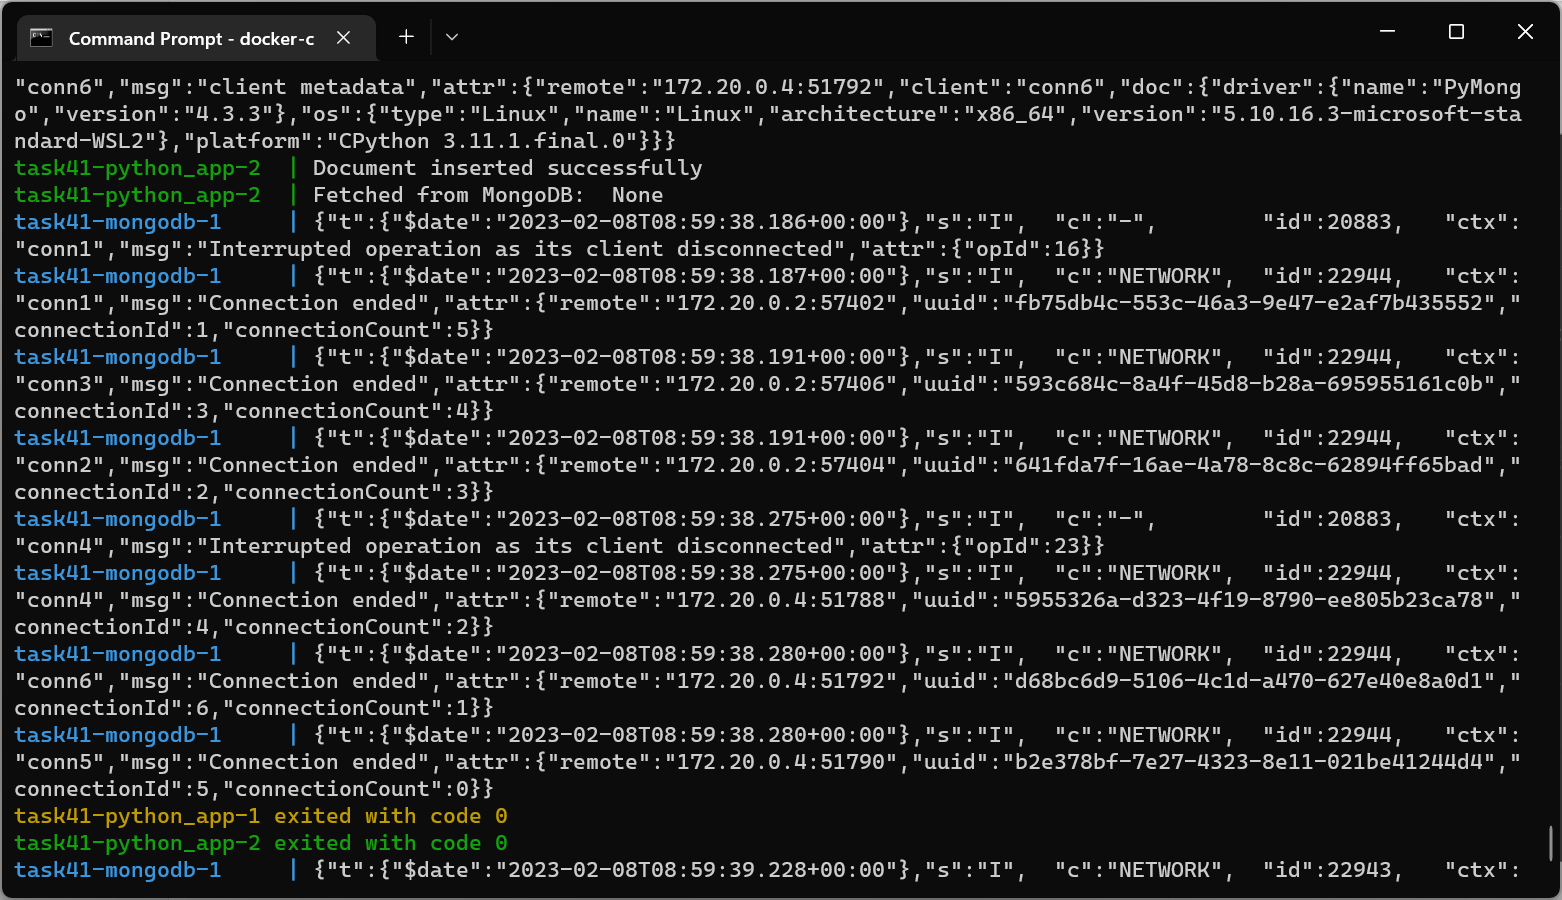 Command Prompt - docker-c
"conn6","msg":"client metadata","attr":{"remote":"172.20.0.4:51792","client":"conn6","doc":{"driver":{"name":"PyMong
o","version":"4.3.3"},"os":{"type":"Linux","name":"Linux","architecture":"x86_64","version":"5.10.16.3-microsoft-sta
ndard-WSL2"},"platform":"CPython 3.11.1.final.0"}}}
task41-python_app-2  | Document inserted successfully
task41-python_app-2  | Fetched from MongoDB:  None
task41-mongodb-1     | {"t":{"$date":"2023-02-08T08:59:38.186+00:00"},"s":"I",  "c":"-",        "id":20883,   "ctx":
"conn1","msg":"Interrupted operation as its client disconnected","attr":{"opId":16}}
task41-mongodb-1     | {"t":{"$date":"2023-02-08T08:59:38.187+00:00"},"s":"I",  "c":"NETWORK",  "id":22944,   "ctx":
"conn1","msg":"Connection ended","attr":{"remote":"172.20.0.2:57402","uuid":"fb75db4c-553c-46a3-9e47-e2af7b435552","
connectionId":1,"connectionCount":5}}
task41-mongodb-1     | {"t":{"$date":"2023-02-08T08:59:38.191+00:00"},"s":"I",  "c":"NETWORK",  "id":22944,   "ctx":
"conn3","msg":"Connection ended","attr":{"remote":"172.20.0.2:57406","uuid":"593c684c-8a4f-45d8-b28a-695955161c0b","
connectionId":3,"connectionCount":4}}
task41-mongodb-1     | {"t":{"$date":"2023-02-08T08:59:38.191+00:00"},"s":"I",  "c":"NETWORK",  "id":22944,   "ctx":
"conn2","msg":"Connection ended","attr":{"remote":"172.20.0.2:57404","uuid":"641fda7f-16ae-4a78-8c8c-62894ff65bad","
connectionId":2,"connectionCount":3}}
task41-mongodb-1     | {"t":{"$date":"2023-02-08T08:59:38.275+00:00"},"s":"I",  "c":"-",        "id":20883,   "ctx":
"conn4","msg":"Interrupted operation as its client disconnected","attr":{"opId":23}}
task41-mongodb-1     | {"t":{"$date":"2023-02-08T08:59:38.275+00:00"},"s":"I",  "c":"NETWORK",  "id":22944,   "ctx":
"conn4","msg":"Connection ended","attr":{"remote":"172.20.0.4:51788","uuid":"5955326a-d323-4f19-8790-ee805b23ca78","
connectionId":4,"connectionCount":2}}
task41-mongodb-1     | {"t":{"$date":"2023-02-08T08:59:38.280+00:00"},"s":"I",  "c":"NETWORK",  "id":22944,   "ctx":
"conn6","msg":"Connection ended","attr":{"remote":"172.20.0.4:51792","uuid":"d68bc6d9-5106-4c1d-a470-627e40e8a0d1","
connectionId":6,"connectionCount":1}}
task41-mongodb-1     | {"t":{"$date":"2023-02-08T08:59:38.280+00:00"},"s":"I",  "c":"NETWORK",  "id":22944,   "ctx":
"conn5","msg":"Connection ended","attr":{"remote":"172.20.0.4:51790","uuid":"b2e378bf-7e27-4323-8e11-021be41244d4","
connectionId":5,"connectionCount":0}}
task41-python_app-1 exited with code 0
task41-python_app-2 exited with code 0
task41-mongodb-1     | {"t":{"$date":"2023-02-08T08:59:39.228+00:00"},"s":"I",  "c":"NETWORK",  "id":22943,   "ctx":